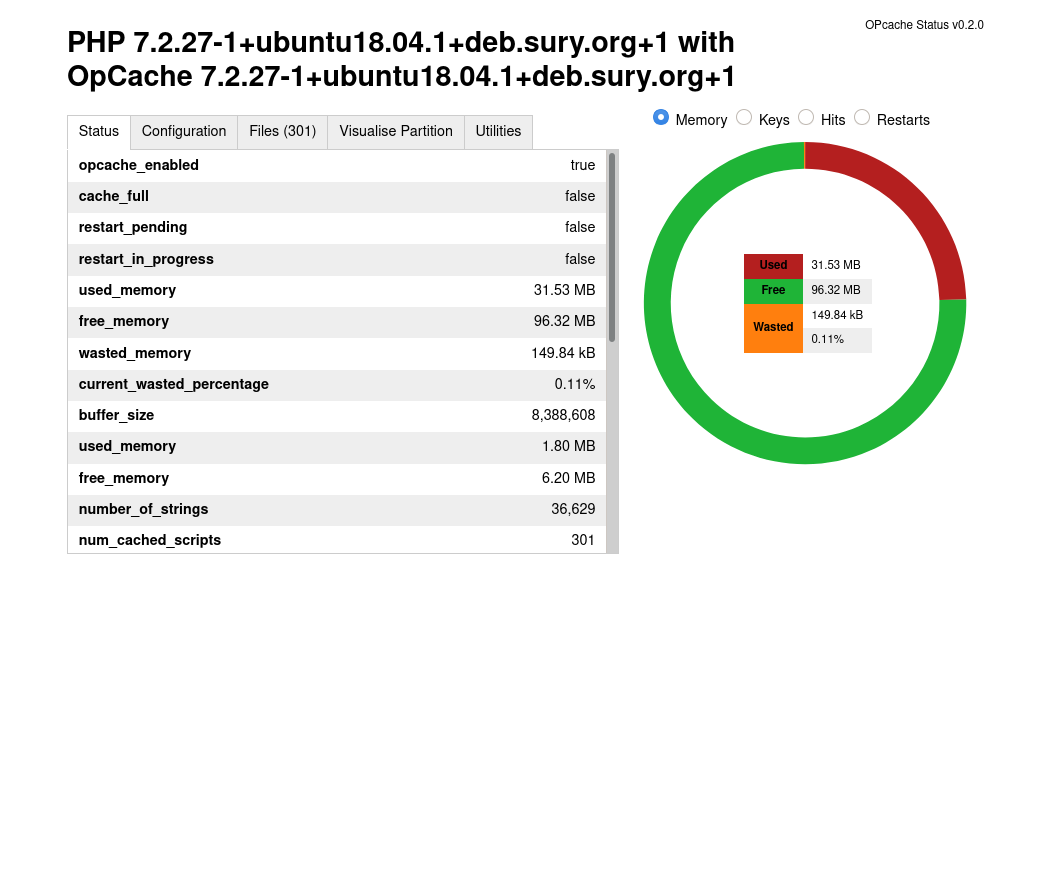 OPcache Status v0.2.0
PHP 7.2.27-1+ubuntu18.04.1+deb.sury.org+1 with
OpCache 7.2.27-1+ubuntu18.04.1+deb.sury.org+1
Status Configuration Files (301) Visualise Partition Utilities
opcache_enabled true
cache_full false
restart_pending false
restart_in_progress false
used_memory 31.53 MB
free_memory 96.32 MB
wasted_memory 149.84 kB
current_wasted_percentage 0.11%
buffer_size 8,388,608
used_memory 1.80 MB
free_memory 6.20 MB
number_of_strings 36,629
num_cached_scripts 301
Memory Keys Hits Restarts
Used 31.53 MB
Free 96.32 MB
Wasted 149.84 kB
0.11%